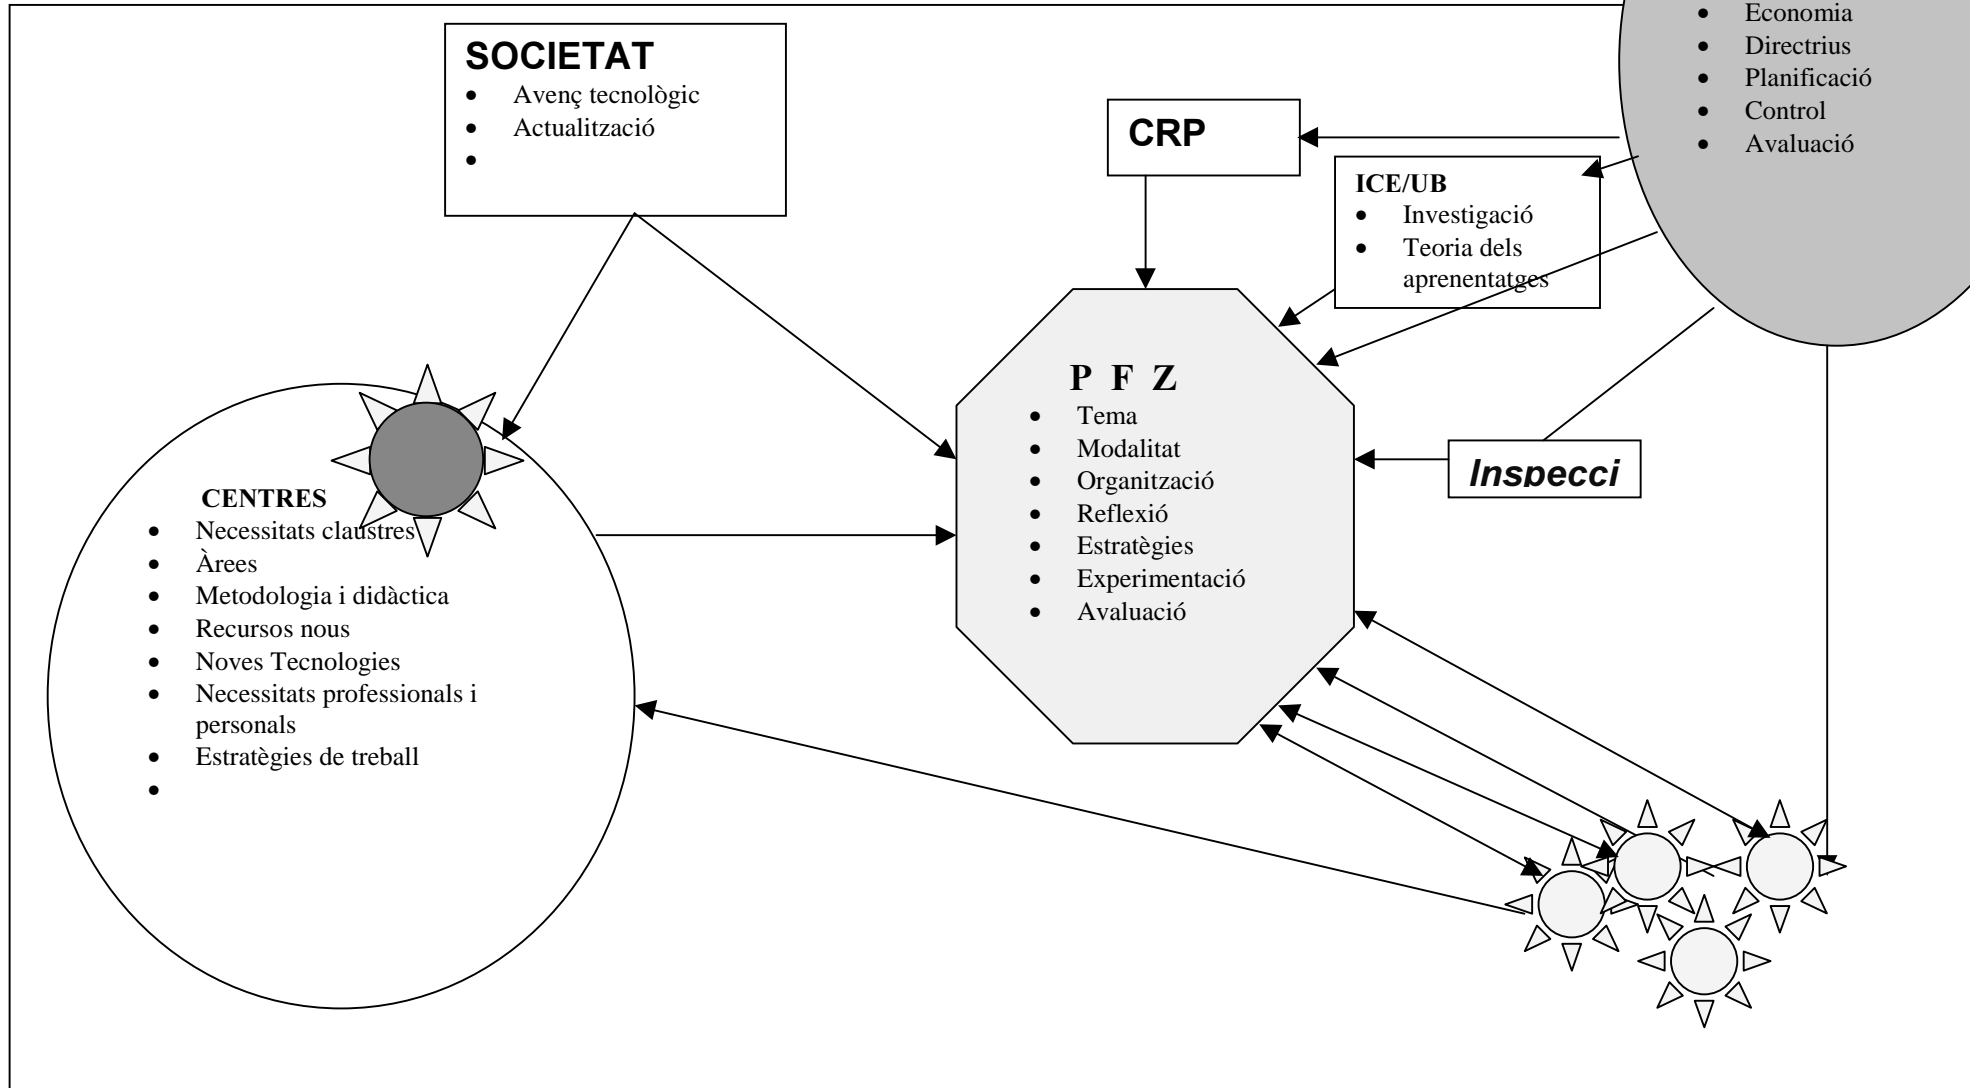 SOCIETAT
• Avenç tecnològic
• Actualització
•
• Economia
• Directrius
• Planificació
• Control
• Avaluació
CRP
ICE/UB
• Investigació
• Teoria dels
aprenentatges
P F Z
• Tema
• Modalitat
• Organització
• Reflexió
• Estratègies
• Experimentació
• Avaluació
Inspecci
CENTRES
• Necessitats claustres
• Àrees
• Metodologia i didàctica
• Recursos nous
• Noves Tecnologies
• Necessitats professionals i
personals
• Estratègies de treball
•